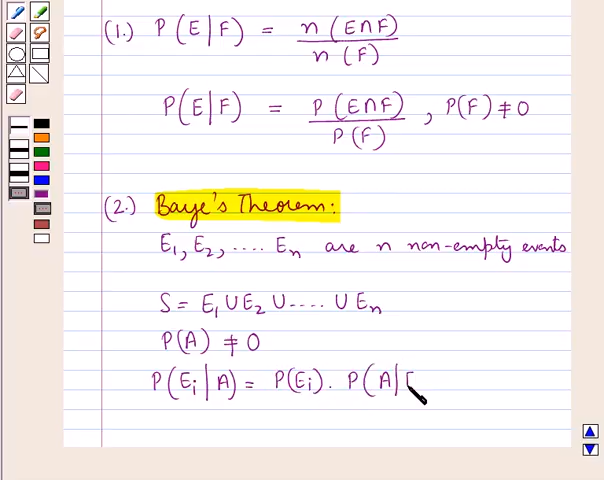 (1.) P(E|F) = n(E∩F) / n(F)
P(E|F) = P(E∩F) / P(F) , P(F) ≠ 0
(2.) Baye's Theorem:
E₁, E₂, .... Eₙ are n non-empty events
S = E₁ ∪ E₂ ∪ ..... ∪ Eₙ
P(A) ≠ 0
P(Eᵢ|A) = P(Eᵢ). P(A|